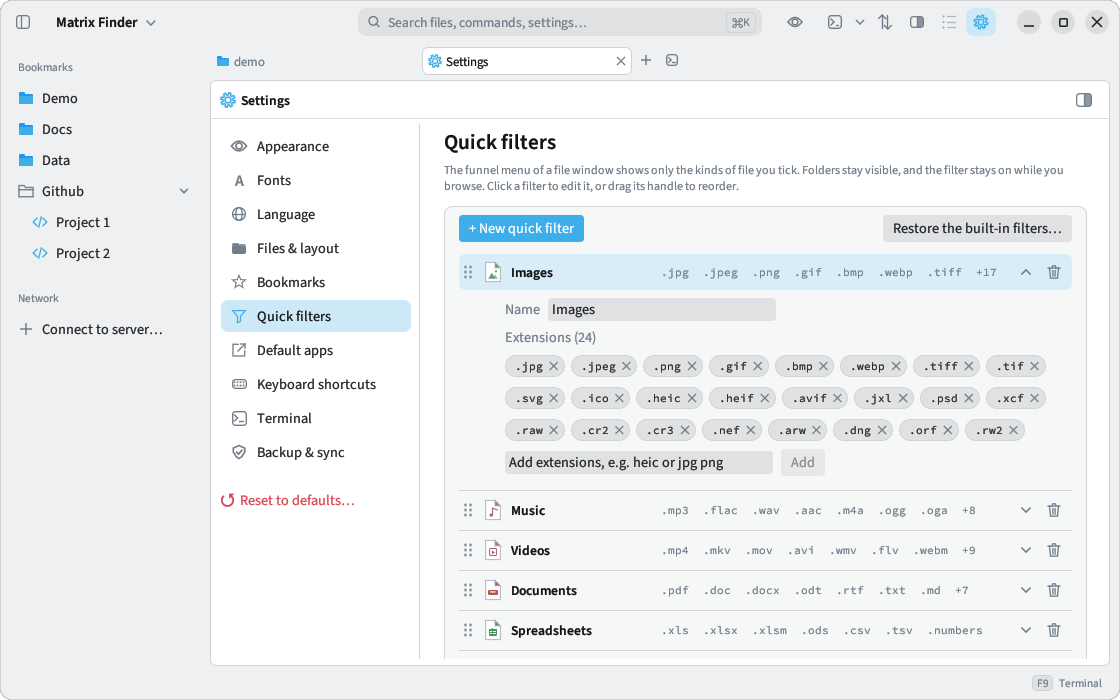 Matrix Finder
Search files, commands, settings…
⌘K
Bookmarks
Demo
Docs
Data
Github
Project 1
Project 2
Network
Connect to server…
demo
Settings
Settings
Appearance
Fonts
Language
Files & layout
Bookmarks
Quick filters
Default apps
Keyboard shortcuts
Terminal
Backup & sync
Reset to defaults…
Quick filters
The funnel menu of a file window shows only the kinds of file you tick. Folders stay visible, and the filter stays on while you
browse. Click a filter to edit it, or drag its handle to reorder.
+ New quick filter
Restore the built-in filters…
Images .jpg .jpeg .png .gif .bmp .webp .tiff +17
Name Images
Extensions (24)
.jpg .jpeg .png .gif .bmp .webp .tiff .tif
.svg .ico .heic .heif .avif .jxl .psd .xcf
.raw .cr2 .cr3 .nef .arw .dng .orf .rw2
Add extensions, e.g. heic or jpg png
Add
Music .mp3 .flac .wav .aac .m4a .ogg .oga +8
Videos .mp4 .mkv .mov .avi .wmv .flv .webm +9
Documents .pdf .doc .docx .odt .rtf .txt .md +7
Spreadsheets .xls .xlsx .xlsm .ods .csv .tsv .numbers
F9 Terminal